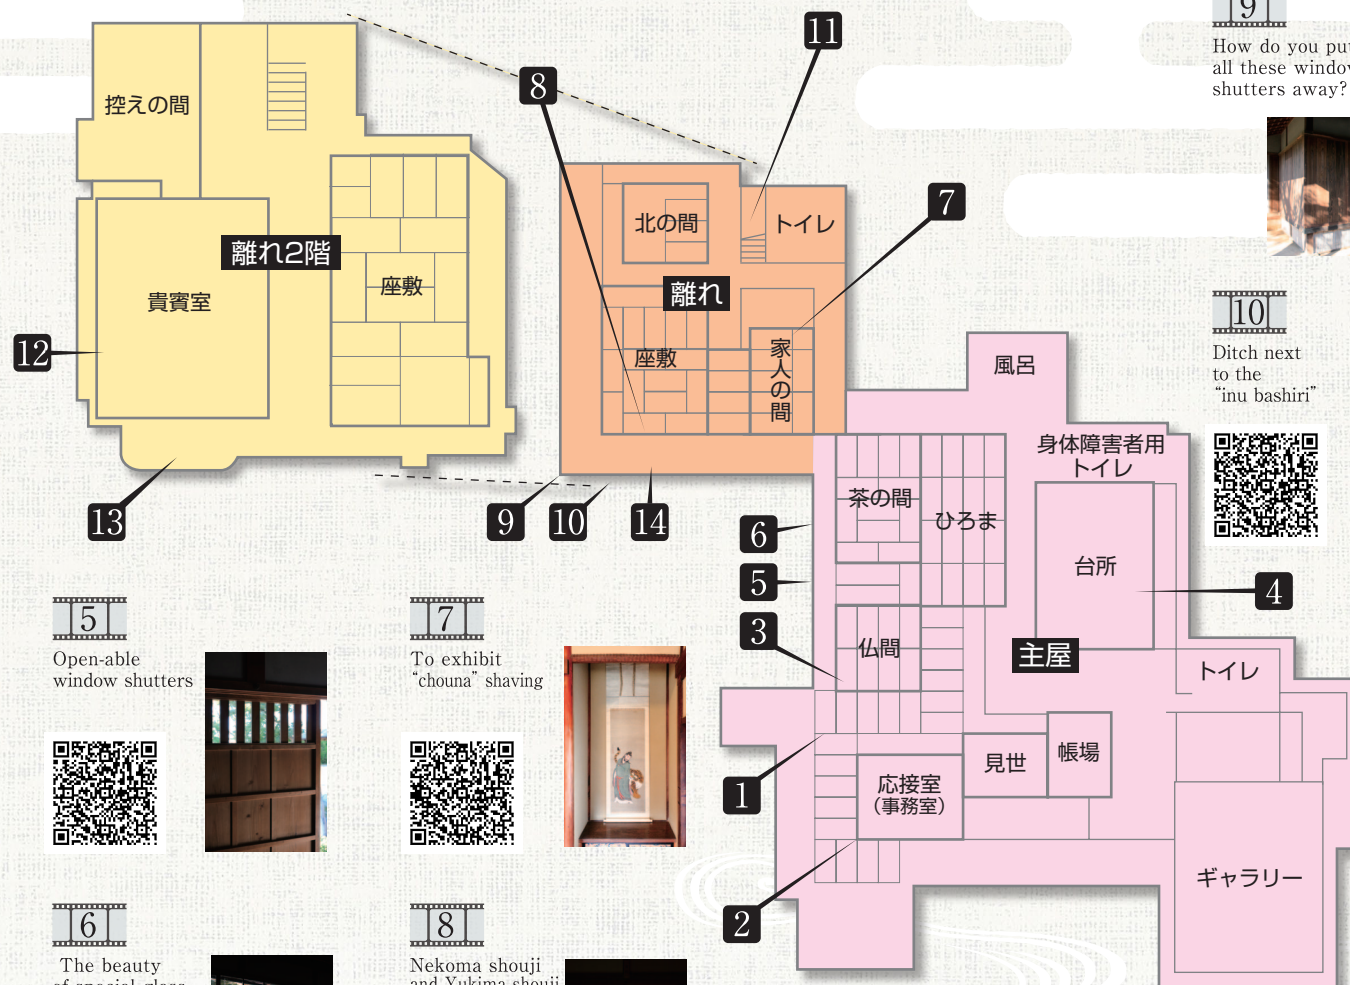 控えの間
離れ2階
座敷
貴賓室
12
13
8
11
7
北の間
トイレ
離れ
座敷
家人の間
9
10
14
風呂
身体障害者用
トイレ
茶の間
ひろま
台所
6
5
4
3
仏間
主屋
トイレ
1
見世
帳場
応接室
(事務室)
2
ギャラリー
9
How do you put
all these window
shutters away?
10
Ditch next
to the
“inu bashiri”
5
Open-able
window shutters
7
To exhibit
“chouna” shaving
6
The beauty
of special glass
8
Nekoma shouji
and Yukima shouji